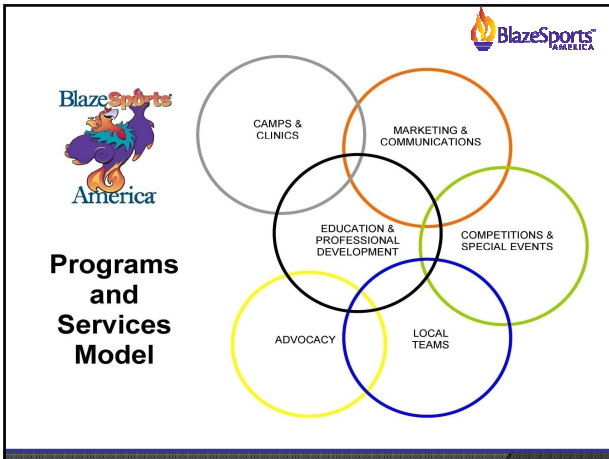 BlazeSports™
AMERICA
BlazeSports
America
Programs
and
Services
Model
CAMPS &
CLINICS
MARKETING &
COMMUNICATIONS
EDUCATION &
PROFESSIONAL
DEVELOPMENT
COMPETITIONS &
SPECIAL EVENTS
ADVOCACY
LOCAL
TEAMS